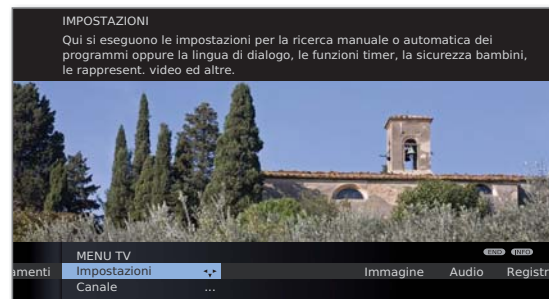 IMPOSTAZIONI
Qui si eseguono le impostazioni per la ricerca manuale o automatica dei
programmi oppure la lingua di dialogo, le funzioni timer, la sicurezza bambini,
le rappresent. video ed altre.
MENU TV
END INFO
amenti Impostazioni Immagine Audio Registr
Canale ...